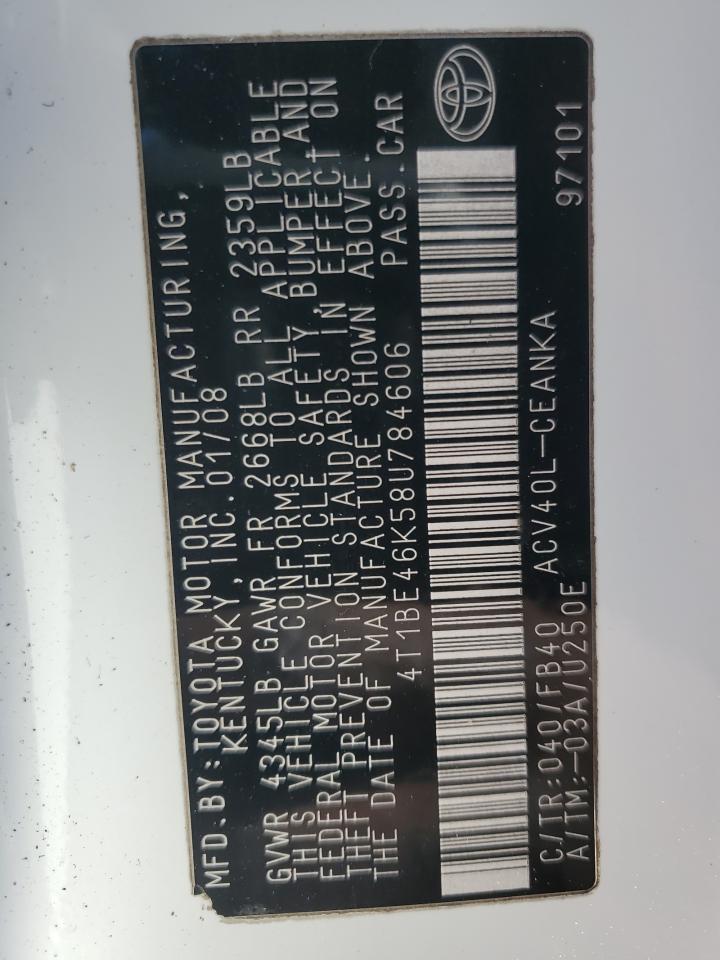 MFD.BY:TOYOTA MOTOR MANUFACTURING,
KENTUCKY,INC.01/08
GVWR 4345LB GAWR FR 2668LB RR 2359LB
THIS VEHICLE CONFORMS TO ALL APPLICABLE
FEDERAL MOTOR VEHICLE SAFETY, BUMPER AND
THEFT PREVENTION STANDARDS IN EFFECT ON
THE DATE OF MANUFACTURE SHOWN ABOVE.
4T1BE46K58U784606 PASS.CAR
C/TR:040/FB40 ACV40L-CEANKA 97101
A/TM:-03A/U250E